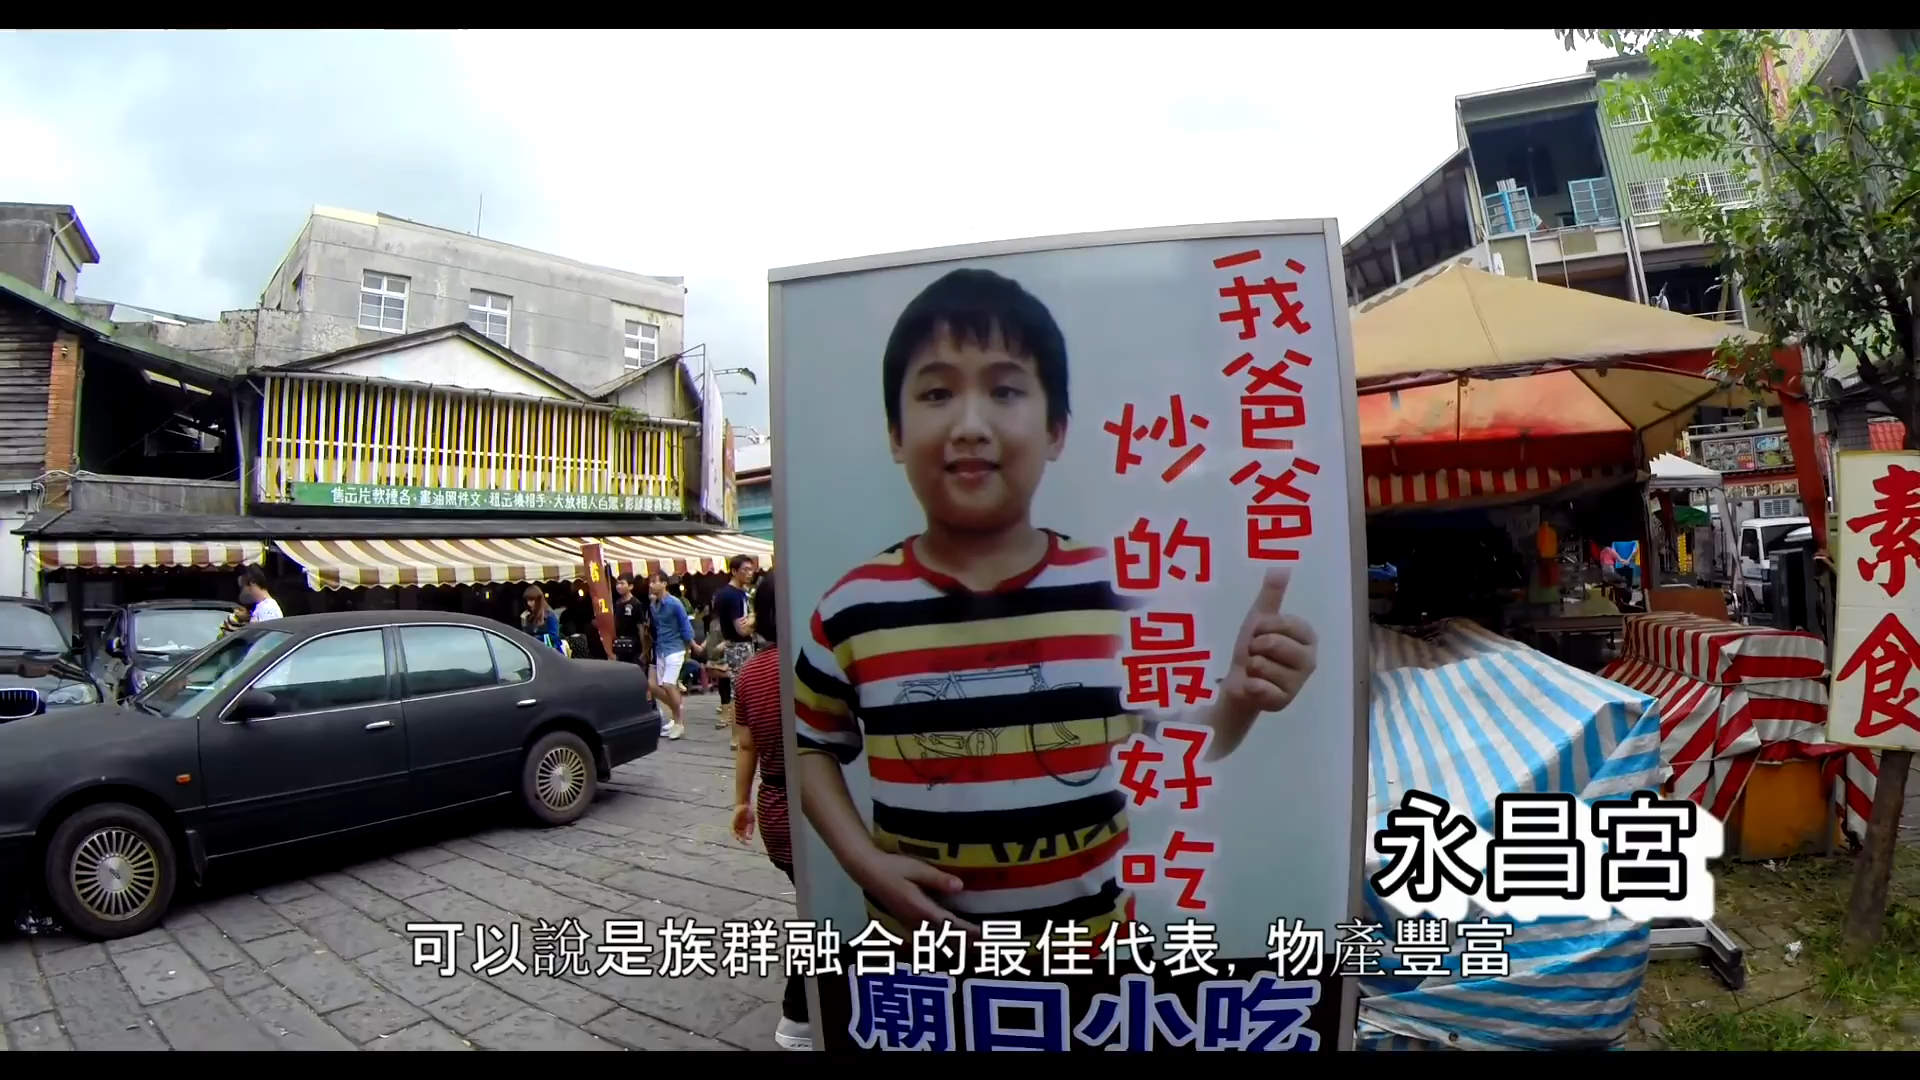 我爸爸
炒的最好吃
廟口小吃
素食
永昌宮
可以說是族群融合的最佳代表, 物產豐富